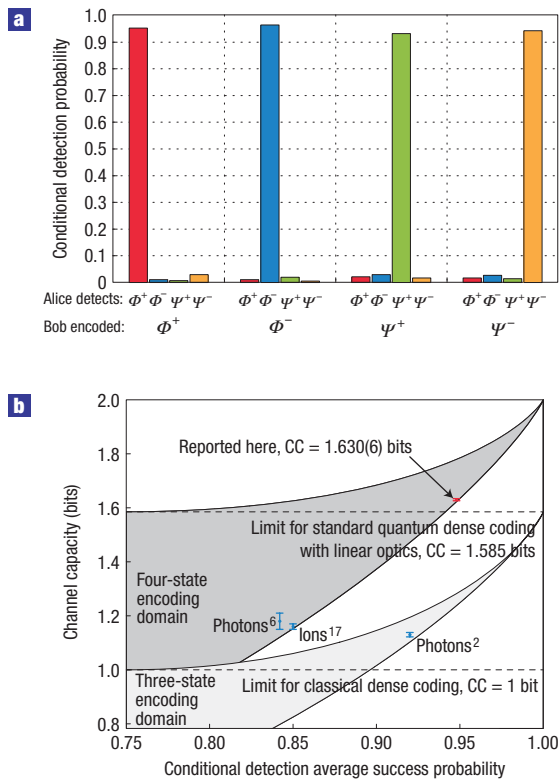 a
Conditional detection probability
1.0
0.9
0.8
0.7
0.6
0.5
0.4
0.3
0.2
0.1
0
Alice detects: Φ⁺ Φ⁻ Ψ⁺ Ψ⁻ Φ⁺ Φ⁻ Ψ⁺ Ψ⁻ Φ⁺ Φ⁻ Ψ⁺ Ψ⁻ Φ⁺ Φ⁻ Ψ⁺ Ψ⁻
Bob encoded: Φ⁺ Φ⁻ Ψ⁺ Ψ⁻
b
Channel capacity (bits)
2.0
1.8
1.6
1.4
1.2
1.0
0.8
Reported here, CC = 1.630(6) bits
Limit for standard quantum dense coding
with linear optics, CC = 1.585 bits
Four-state
encoding
domain
Photons⁶
Ions¹⁷
Photons²
Three-state
encoding
domain
Limit for classical dense coding, CC = 1 bit
0.75 0.80 0.85 0.90 0.95 1.00
Conditional detection average success probability